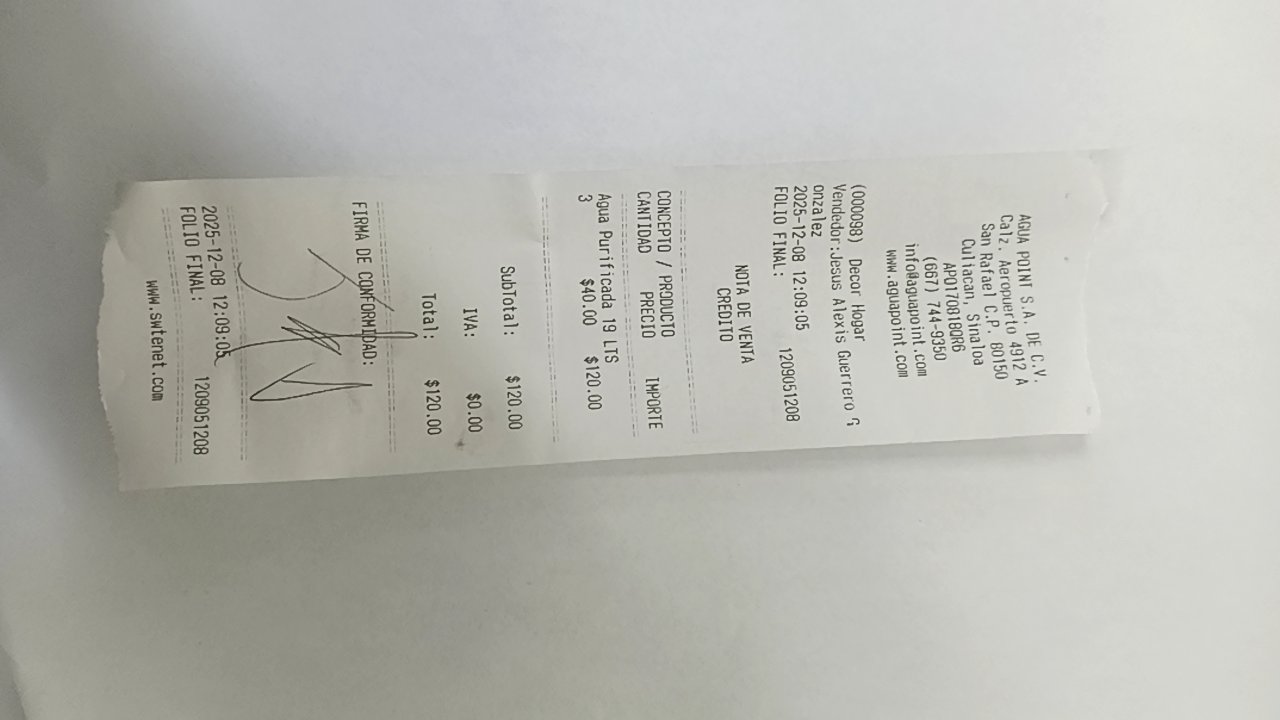 AGUA POINT S.A. DE C.V.
Calz. Aeropuerto 4912 A
San Rafael C.P. 80150
Culiacan, Sinaloa
APO170818QR6
(667) 744-9350
info@aguapoint.com
www.aguapoint.com
(000098) Decor Hogar
Vendedor:Jesus Alexis Guerrero G
onzalez
2025-12-08 12:09:05
FOLIO FINAL: 1209051208
NOTA DE VENTA
CREDITO
CONCEPTO / PRODUCTO
CANTIDAD PRECIO IMPORTE
Agua Purificada 19 LTS
3 $40.00 $120.00
SubTotal: $120.00
IVA: $0.00
Total: $120.00
FIRMA DE CONFORMIDAD:
2025-12-08 12:09:05
FOLIO FINAL: 1209051208
www.swtenet.com